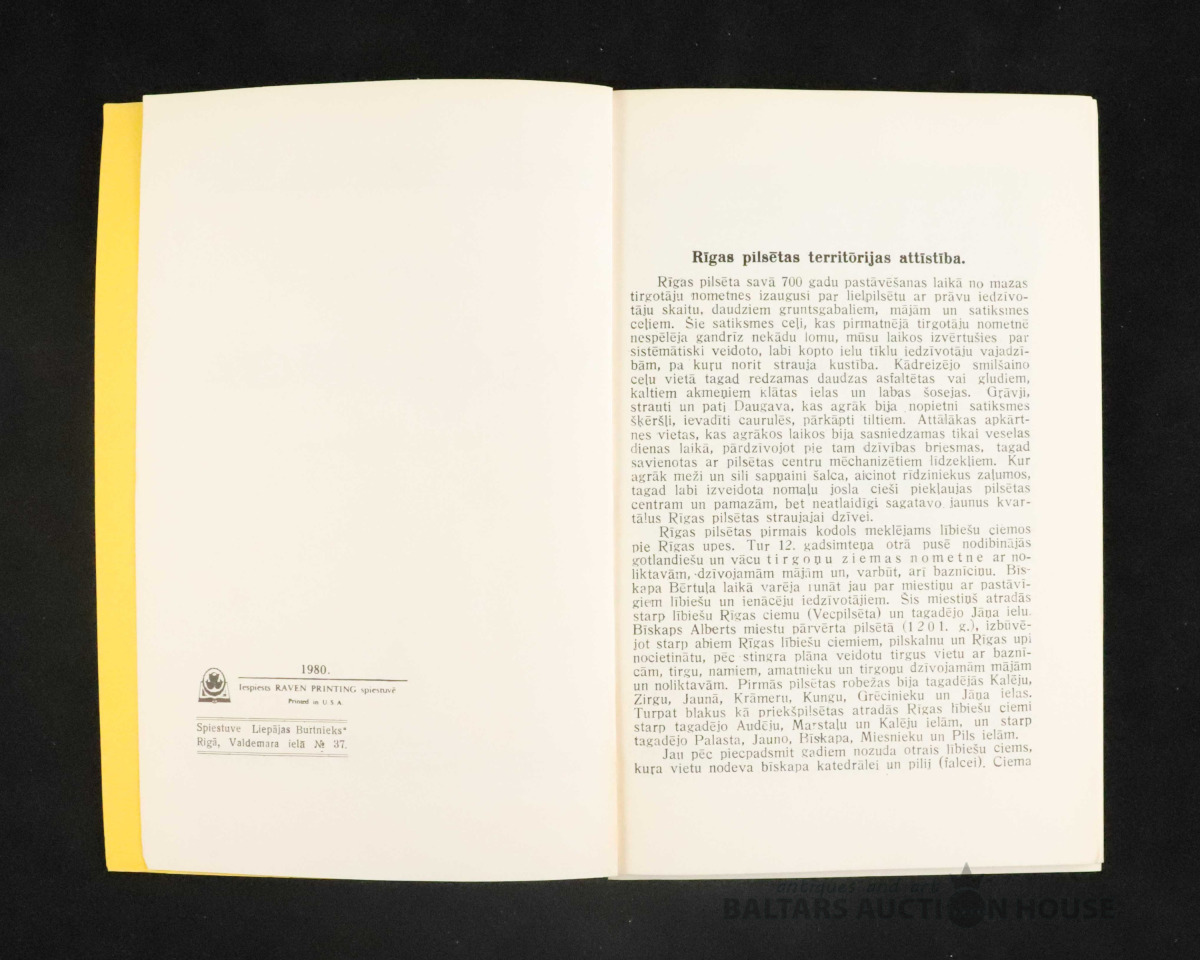 1980.
Iespiests RAVEN PRINTING spiestuvē
Printed in U.S.A.
Spiestuve Liepājas Burtnieks"
Rīgā, Valdemara ielā № 37.
Rīgas pilsētas territōrijas attīstība.
Rīgas pilsēta savā 700 gadu pastāvēšanas laikā no mazas
tirgotāju nometnes izaugusi par lielpilsētu ar prāvu iedzīvo-
tāju skaitu, daudziem gruntsgabaliem, mājām un satiksmes
ceļiem. Šie satiksmes ceļi, kas pirmatnējā tirgotāju nometnē
nespēlēja gandrīz nekādu lomu, mūsu laikos izvērtušies par
sistēmātiski veidoto, labi kopto ielu tīklu iedzīvotāju vajadzī-
bām, pa kuŗu norit strauja kustība. Kādreizējo smilšaino
ceļu vietā tagad redzamas daudzas asfaltētas vai gludiem,
kaltiem akmeņiem klātas ielas un labas šosejas. Grāvji,
strauti un pati Daugava, kas agrāk bija nopietni satiksmes
šķēršļi, ievadīti caurulēs, pārkāpti tiltiem. Attālākas apkārt-
nes vietas, kas agrākos laikos bija sasniedzamas tikai veselas
dienas laikā, pārdzīvojot pie tam dzīvības briesmas, tagad
savienotas ar pilsētas centru mēchanizētiem līdzekļiem. Kur
agrāk meži un sili sapņaini šalca, aicinot rīdziniekus zaļumos,
tagad labi izveidota nomaļu josla cieši piekļaujas pilsētas
centram un pamazām, bet neatlaidīgi sagatavo jaunus kvar-
tālus Rīgas pilsētas straujajai dzīvei.
Rīgas pilsētas pirmais kodols meklējams lībiešu ciemos
pie Rīgas upes. Tur 12. gadsimteņa otrā pusē nodibinājās
gotlandiešu un vācu tirgoņu ziemas nometne ar no-
liktavām, dzīvojamām mājām un, varbūt, arī baznīciņu. Bīs-
kapa Bērtuļa laikā varēja runāt jau par miestiņu ar pastāvī-
giem lībiešu un ienācēju iedzīvotājiem. Šis miestiņš atradās
starp lībiešu Rīgas ciemu (Vecpilsēta) un tagadējo Jāņa ielu.
Bīskaps Alberts miestu pārvērta pilsētā (1201. g.), izbūvē-
jot starp abiem Rīgas lībiešu ciemiem, pilskalnu un Rīgas upi
nocietinātu, pēc stingra plāna veidotu tirgus vietu ar baznī-
cām, tirgu, namiem, amatnieku un tirgoņu dzīvojamām mājām
un noliktavām. Pirmās pilsētas robežas bija tagadējās Kalēju,
Zirgu, Jaunā, Krāmeru, Kungu, Grēcinieku un Jāņa ielas.
Turpat blakus kā priekšpilsētas atradās Rīgas lībiešu ciemi
starp tagadējo Audēju, Marstaļu un Kalēju ielām, un starp
tagadējo Palasta, Jauno, Bīskapa, Miesnieku un Pils ielām.
Jau pēc piecpadsmit gadiem nozuda otrais lībiešu ciems,
kuŗa vietu nodeva bīskapa katedrālei un pilij (falcei). Ciema
antiques and art
BALTARS AUCTION HOUSE